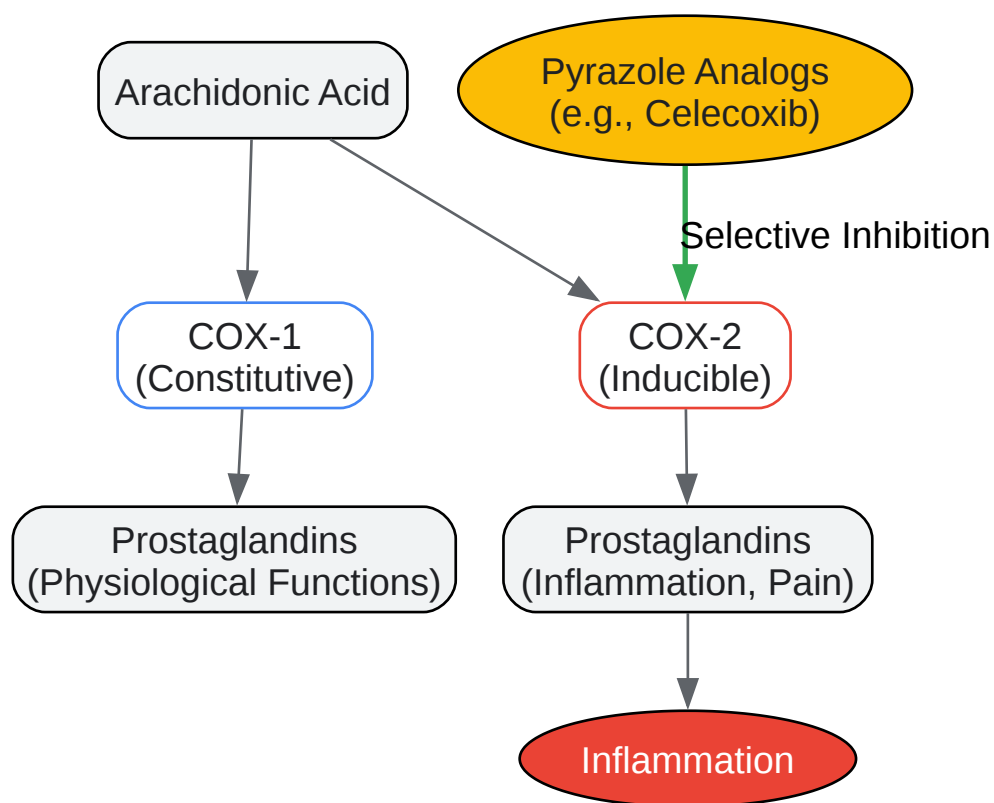 Arachidonic Acid
Pyrazole Analogs
(e.g., Celecoxib)
Selective Inhibition
COX-1
(Constitutive)
COX-2
(Inducible)
Prostaglandins
(Physiological Functions)
Prostaglandins
(Inflammation, Pain)
Inflammation